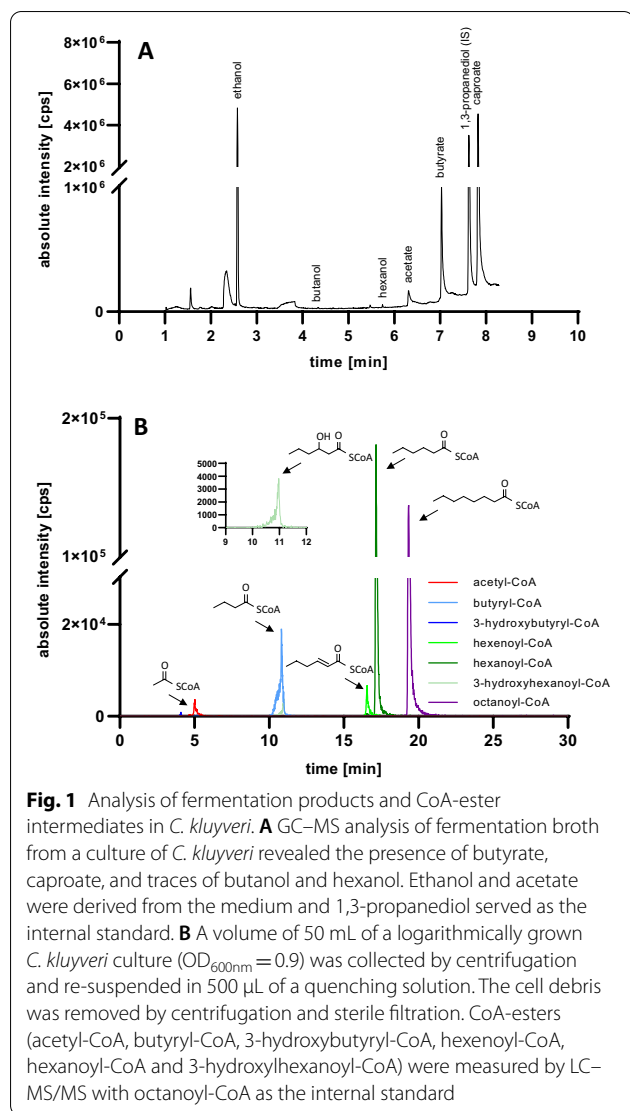 A
absolute intensity [cps]
8×10⁶
6×10⁶
4×10⁶
2×10⁶
1×10⁶
0
ethanol
butanol
hexanol
acetate
butyrate
1,3-propanediol (IS)
caproate
0 1 2 3 4 5 6 7 8 9 10
time [min]
B
absolute intensity [cps]
2×10⁵
1×10⁵
2×10⁴
0
5000
4000
3000
2000
1000
0
9 10 11 12
OH O
SCoA
O
SCoA
O
SCoA
O
SCoA
O
SCoA
O
SCoA
acetyl-CoA
butyryl-CoA
3-hydroxybutyryl-CoA
hexenoyl-CoA
hexanoyl-CoA
3-hydroxyhexanoyl-CoA
octanoyl-CoA
0 5 10 15 20 25 30
time [min]
Fig. 1 Analysis of fermentation products and CoA-ester
intermediates in C. kluyveri. A GC–MS analysis of fermentation broth
from a culture of C. kluyveri revealed the presence of butyrate,
caproate, and traces of butanol and hexanol. Ethanol and acetate
were derived from the medium and 1,3-propanediol served as the
internal standard. B A volume of 50 mL of a logarithmically grown
C. kluyveri culture (OD₆₀₀ₙₘ = 0.9) was collected by centrifugation
and re-suspended in 500 µL of a quenching solution. The cell debris
was removed by centrifugation and sterile filtration. CoA-esters
(acetyl-CoA, butyryl-CoA, 3-hydroxybutyryl-CoA, hexenoyl-CoA,
hexanoyl-CoA and 3-hydroxylhexanoyl-CoA) were measured by LC–
MS/MS with octanoyl-CoA as the internal standard